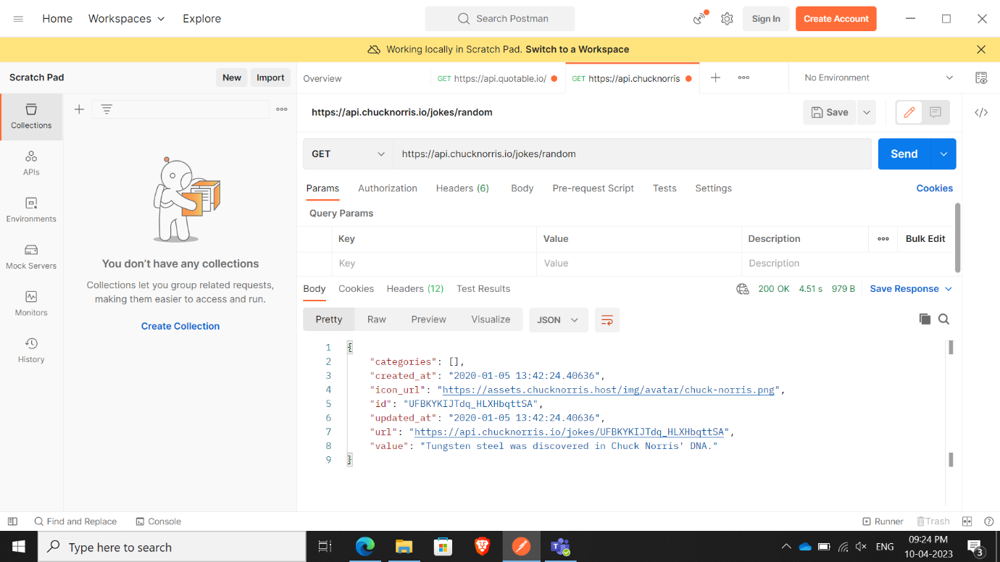 Home Workspaces Explore Search Postman Sign In Create Account
Working locally in Scratch Pad. Switch to a Workspace
Scratch Pad New Import Overview GET https://api.quotable.io/ GET https://api.chucknorris No Environment
Collections
APIs
Environments
Mock Servers
Monitors
History
You don't have any collections
Collections let you group related requests,
making them easier to access and run.
Create Collection
https://api.chucknorris.io/jokes/random Save
GET https://api.chucknorris.io/jokes/random Send
Params Authorization Headers (6) Body Pre-request Script Tests Settings Cookies
Query Params
Key Value Description Bulk Edit
Key Value Description
Body Cookies Headers (12) Test Results 200 OK 4.51 s 979 B Save Response
Pretty Raw Preview Visualize JSON
1 {
2 "categories": [],
3 "created_at": "2020-01-05 13:42:24.40636",
4 "icon_url": "https://assets.chucknorris.host/img/avatar/chuck-norris.png",
5 "id": "UFBKYKIJTdq_HLXHbqttSA",
6 "updated_at": "2020-01-05 13:42:24.40636",
7 "url": "https://api.chucknorris.io/jokes/UFBKYKIJTdq_HLXHbqttSA",
8 "value": "Tungsten steel was discovered in Chuck Norris' DNA."
9 }
Find and Replace Console Runner Trash
Type here to search ENG 09:24 PM
10-04-2023 3